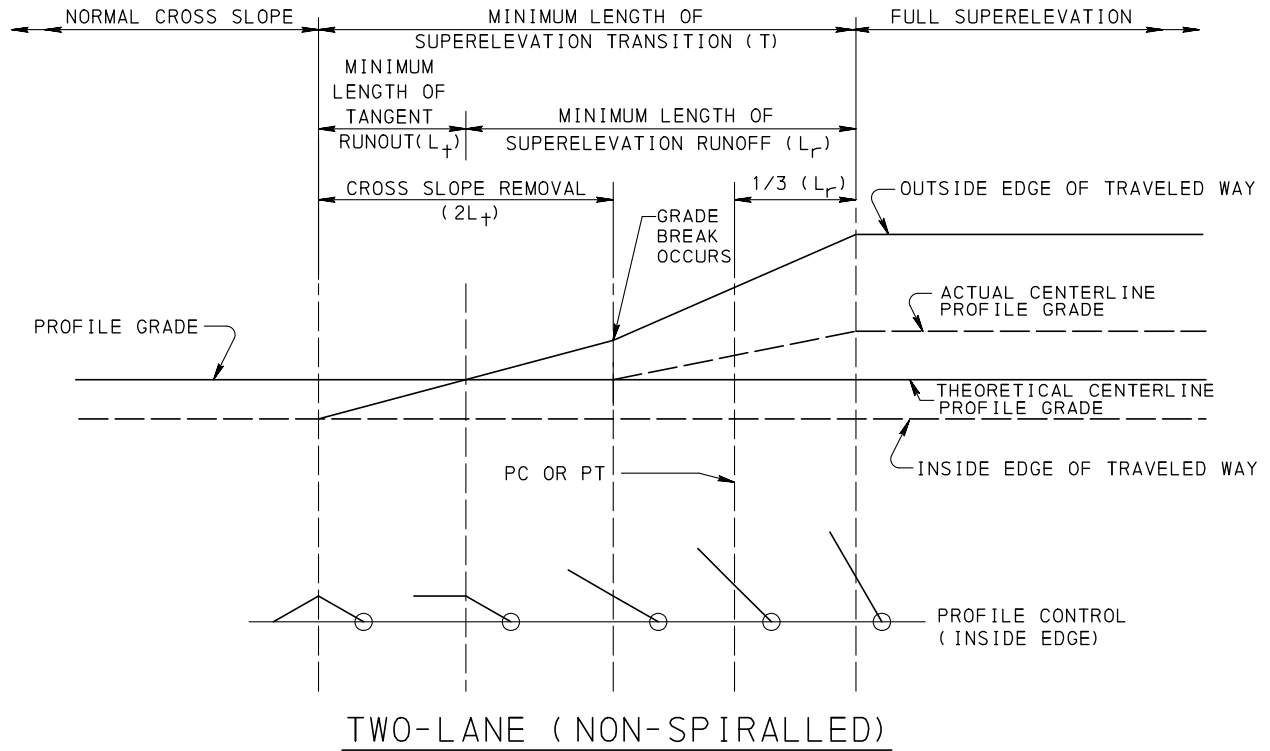 NORMAL CROSS SLOPE
MINIMUM LENGTH OF
SUPERELEVATION TRANSITION (T)
FULL SUPERELEVATION
MINIMUM
LENGTH OF
TANGENT
RUNOUT(Lt)
MINIMUM LENGTH OF
SUPERELEVATION RUNOFF (Lr)
CROSS SLOPE REMOVAL
(2Lt)
1/3 (Lr)
OUTSIDE EDGE OF TRAVELED WAY
GRADE
BREAK
OCCURS
ACTUAL CENTERLINE
PROFILE GRADE
PROFILE GRADE
THEORETICAL CENTERLINE
PROFILE GRADE
INSIDE EDGE OF TRAVELED WAY
PC OR PT
PROFILE CONTROL
(INSIDE EDGE)
TWO-LANE (NON-SPIRALLED)